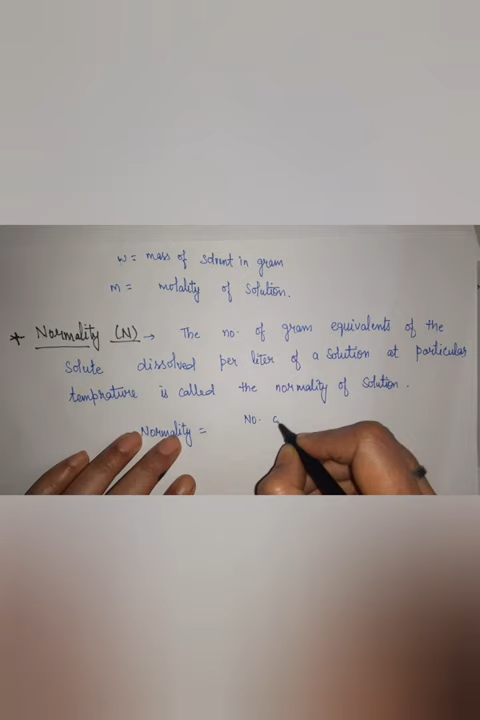 W = mass of solvent in gram
m = molality of solution.
* Normality (N) → The no. of gram equivalents of the
solute dissolved per liter of a solution at particular
temprature is called the normality of solution.
Normality = No.